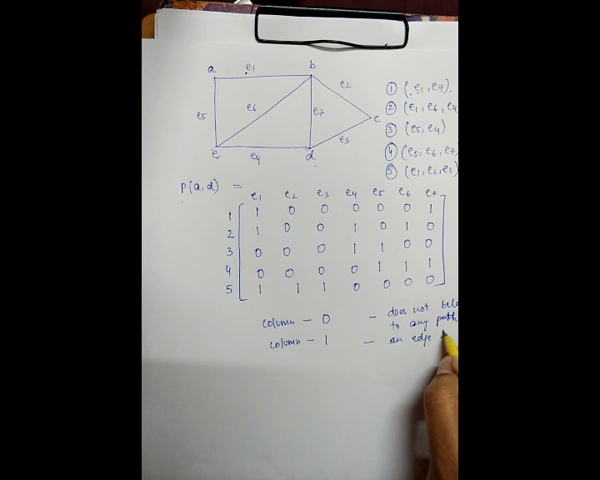 a e1 b
e2
e5 e6 e7 c
e3
e e4 d
① (e1, e7).
② (e1, e6, e4
③ (e5, e4)
④ (e5, e6, e7)
⑤ (e1, e2, e3)
P(a,d) =
e1 e2 e3 e4 e5 e6 e7
1 1 0 0 0 0 0 1
2 1 0 0 1 0 1 0
3 0 0 0 1 1 0 0
4 0 0 0 0 1 1 1
5 1 1 1 0 0 0 0
column – 0 – does not belo
to any path
column – 1 – an edge